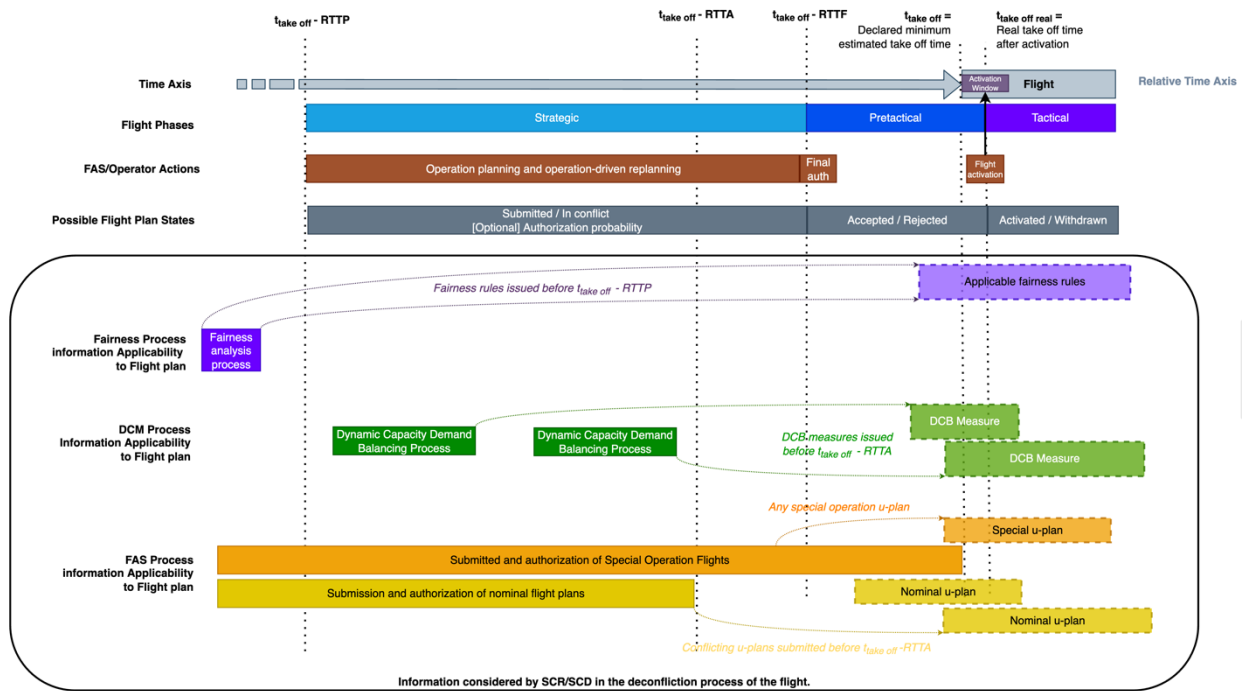 t take off - RTTP
t take off - RTTA
t take off - RTTF
t take off =
Declared minimum
estimated take off time
t take off real =
Real take off time
after activation
Time Axis
Activation
Window
Flight
Relative Time Axis
Flight Phases
Strategic
Pretactical
Tactical
FAS/Operator Actions
Operation planning and operation-driven replanning
Final
auth
Flight
activation
Possible Flight Plan States
Submitted / In conflict
[Optional] Authorization probability
Accepted / Rejected
Activated / Withdrawn
Fairness rules issued before t take off - RTTP
Applicable fairness rules
Fairness Process
information Applicability
to Flight plan
Fairness
analysis
process
DCM Process
Information Applicability
to Flight plan
Dynamic Capacity Demand
Balancing Process
Dynamic Capacity Demand
Balancing Process
DCB measures issued
before t take off - RTTA
DCB Measure
DCB Measure
Any special operation u-plan
Special u-plan
FAS Process
information Applicability
to Flight plan
Submitted and authorization of Special Operation Flights
Submission and authorization of nominal flight plans
Nominal u-plan
Nominal u-plan
Conflicting u-plans submitted before t take off -RTTA
Information considered by SCR/SCD in the deconfliction process of the flight.